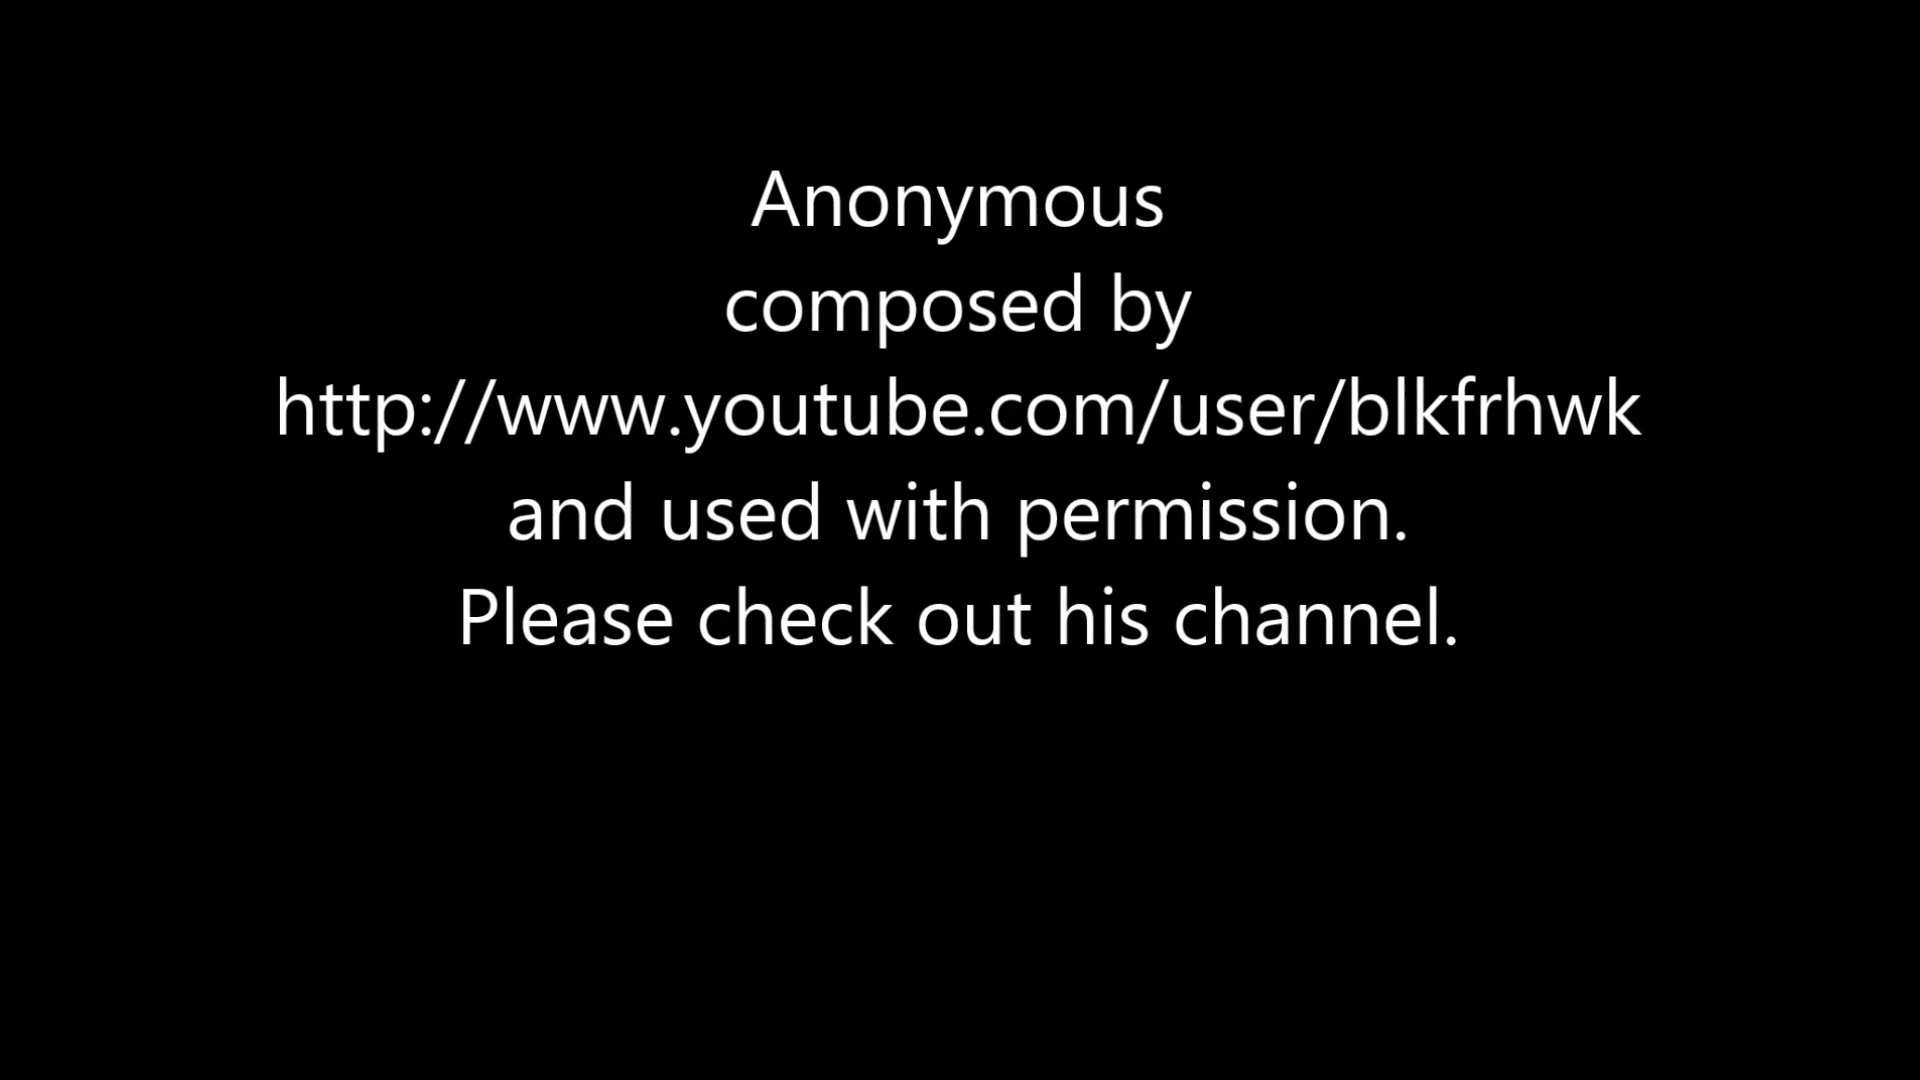 Anonymous
composed by
http://www.youtube.com/user/blkfrhwk
and used with permission.
Please check out his channel.